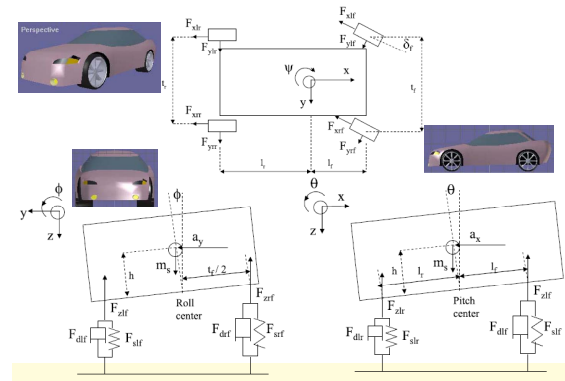 Perspective
F_xlr
F_ylr
F_xlf
F_ylf
δ_f
t_r
ψ
x
y
t_f
F_xrr
F_yrr
F_xrf
F_yrf
l_r
l_f
ϕ
y
z
ϕ
a_y
h
m_s
t_f / 2
Roll
center
F_zlf
F_zrf
F_dlf
F_slf
F_drf
F_srf
θ
x
z
θ
a_x
h
l_r
l_f
m_s
Pitch
center
F_zlr
F_zlf
F_dlr
F_slr
F_dlf
F_slf